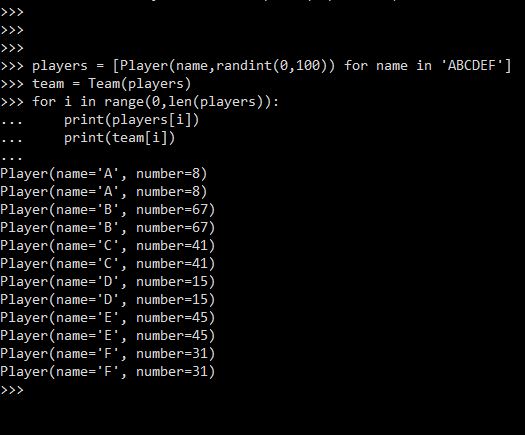 >>>
>>>
>>>
>>> players = [Player(name,randint(0,100)) for name in 'ABCDEF']
>>> team = Team(players)
>>> for i in range(0,len(players)):
...     print(players[i])
...     print(team[i])
...
Player(name='A', number=8)
Player(name='A', number=8)
Player(name='B', number=67)
Player(name='B', number=67)
Player(name='C', number=41)
Player(name='C', number=41)
Player(name='D', number=15)
Player(name='D', number=15)
Player(name='E', number=45)
Player(name='E', number=45)
Player(name='F', number=31)
Player(name='F', number=31)
>>>